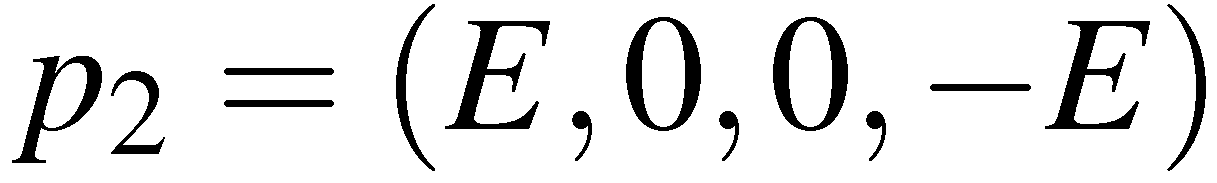 p₂ = (E, 0, 0, −E)